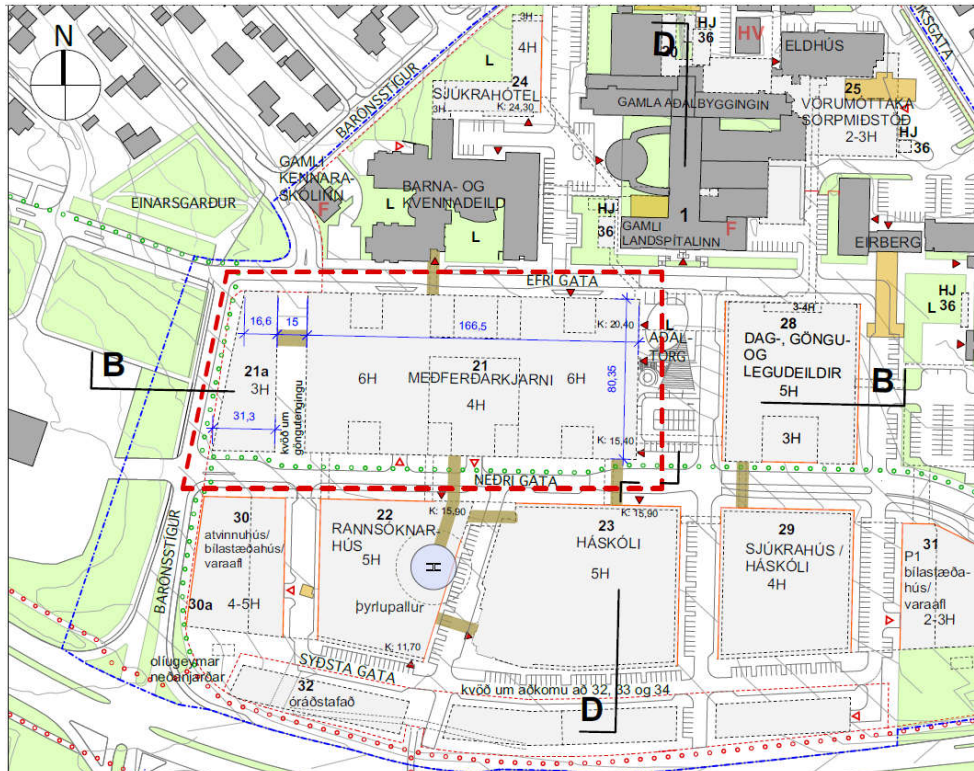 N
3H
4H
24
SJÚKRAHÓTEL
3H
K: 24,30
L
D
20
HJ
36
HV
ELDHÚS
GAMLA AÐALBYGGINGIN
25
VÖRUMÓTTAKA
SORPMIÐSTÖÐ
2-3H
HJ
36
BARÓNSSTÍGUR
GAMLI
KENNARA-
SKÓLINN
F
EINARSGARÐUR
BARNA- OG
KVENNADEILD
L
L
HJ
36
1
GAMLI
LANDSPÍTALINN
F
EIRBERG
HJ
L 36
EFRI GATA
16,6
15
166,5
K: 20,40
L
AÐAL-
TORG
3-4H
28
DAG-, GÖNGU-
OG
LEGUDEILDIR
5H
3H
B
B
21a
3H
31,3
kvöð um
göngutengingu
6H
21
MEÐFERÐARKJARNI
4H
6H
80,35
K: 15,40
NEÐRI GATA
K: 15,90
K: 15,90
30
atvinnuhús/
bílastæðahús/
varaafl
30a
4-5H
22
RANNSÓKNAR-
HÚS
5H
H
þyrlupallur
K: 11,70
23
HÁSKÓLI
5H
29
SJÚKRAHÚS /
HÁSKÓLI
4H
31
P1
bílastæða-
hús/
varaafl
2-3H
BARÓNSSTÍGUR
olíugeymar
neðanjarðar
SYÐSTA GATA
32
óráðstafað
kvöð um aðkomu að 32, 33 og 34
D